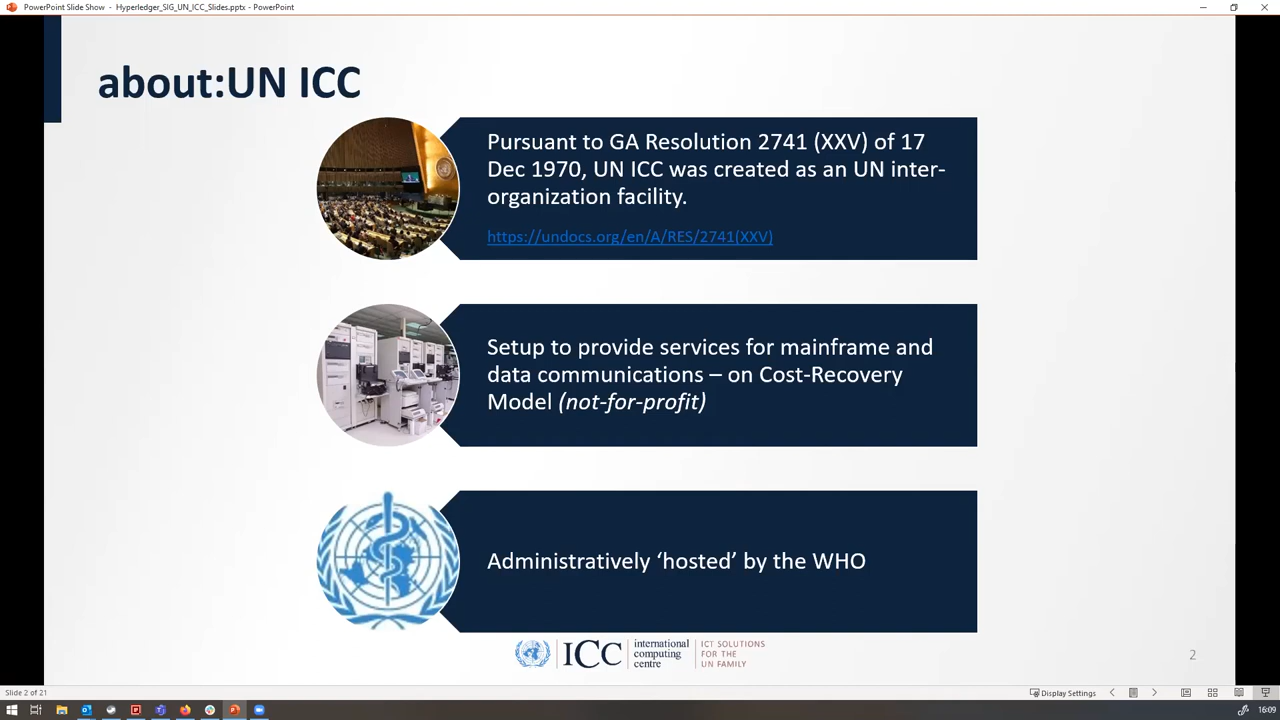 PowerPoint Slide Show - Hyperledger_SIG_UN_ICC_Slides.pptx - PowerPoint
about:UN ICC
Pursuant to GA Resolution 2741 (XXV) of 17
Dec 1970, UN ICC was created as an UN inter-
organization facility.
https://undocs.org/en/A/RES/2741(XXV)
Setup to provide services for mainframe and
data communications – on Cost-Recovery
Model (not-for-profit)
Administratively ‘hosted’ by the WHO
ICC
international
computing
centre
ICT SOLUTIONS
FOR THE
UN FAMILY
2
Slide 2 of 21
Display Settings
16:09